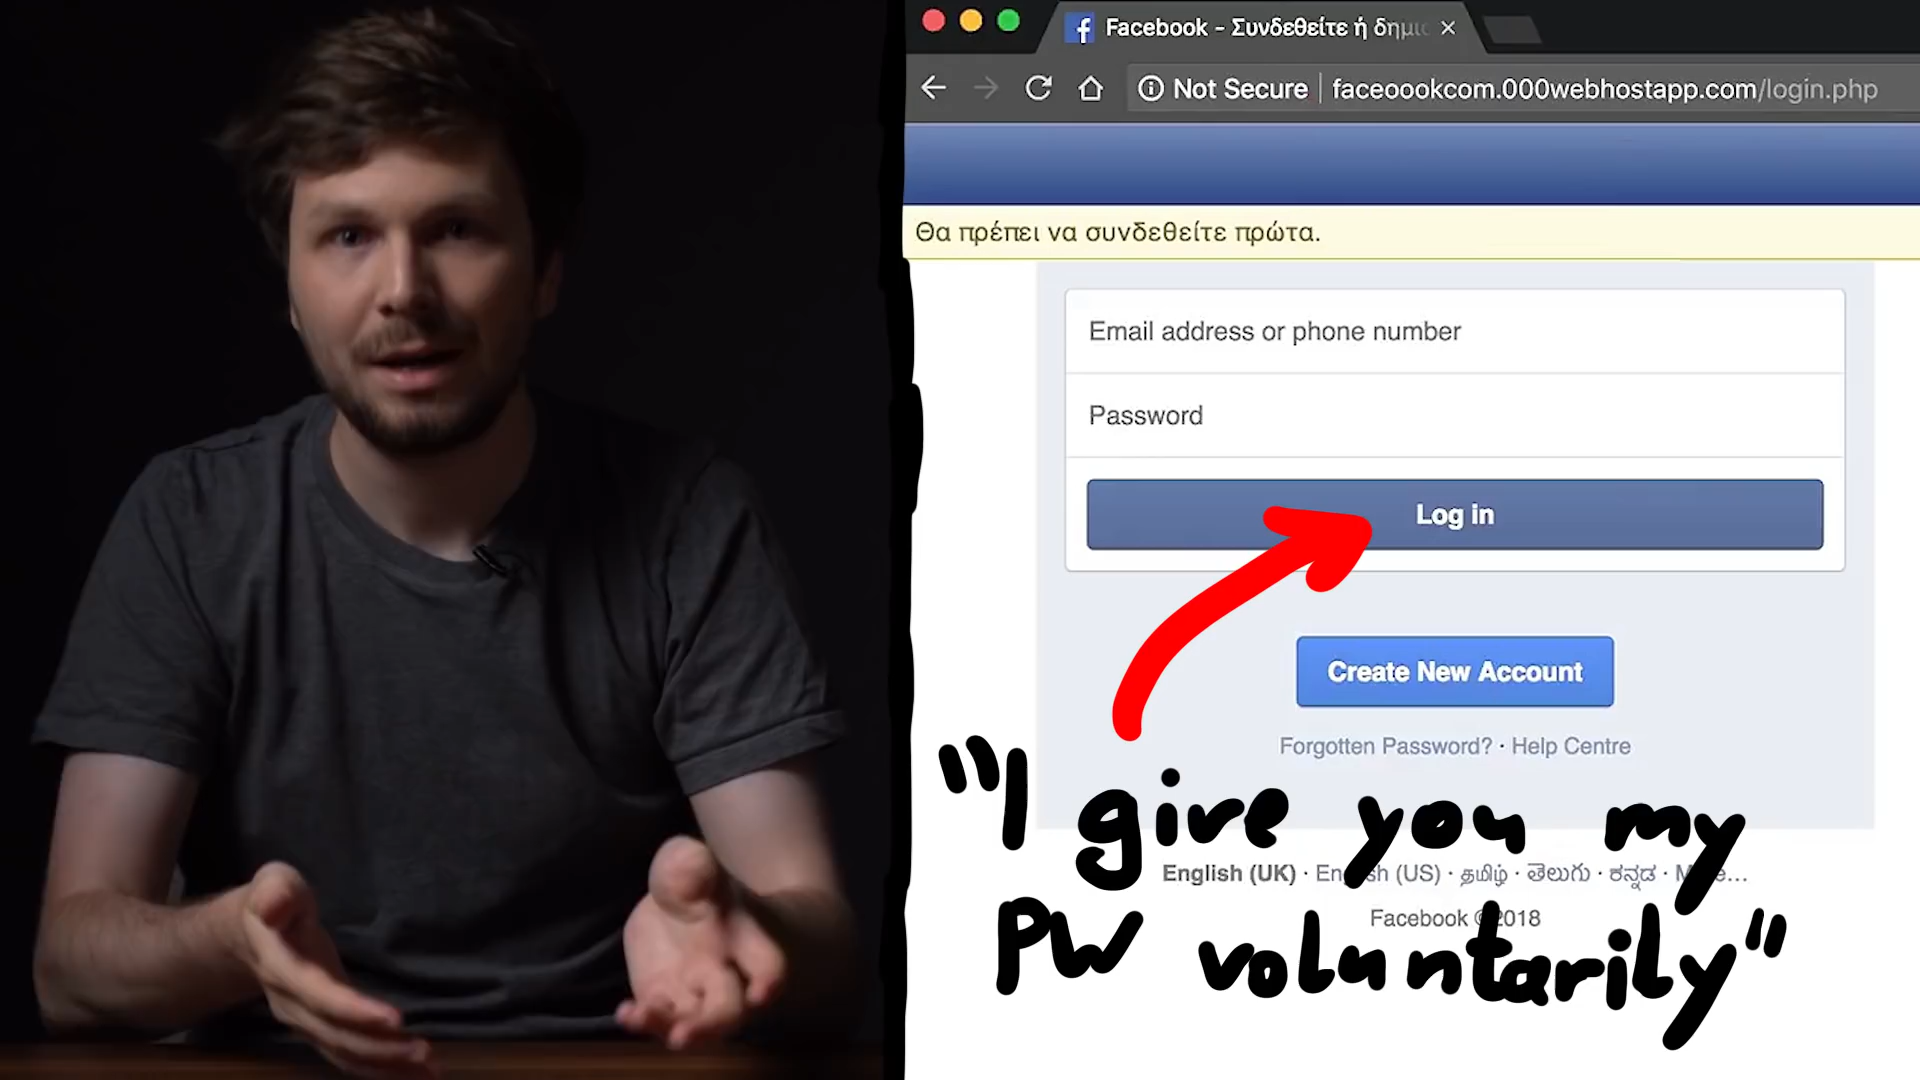 Facebook - Συνδεθείτε ή δημι
Not Secure | faceoookcom.000webhostapp.com/login.php
Θα πρέπει να συνδεθείτε πρώτα.
Email address or phone number
Password
Log in
Create New Account
Forgotten Password? · Help Centre
"I give you my
English (UK) · English (US) · தமிழ் · తెలుగు · ಕನ್ನಡ · More...
Facebook © 2018
PW voluntarily"